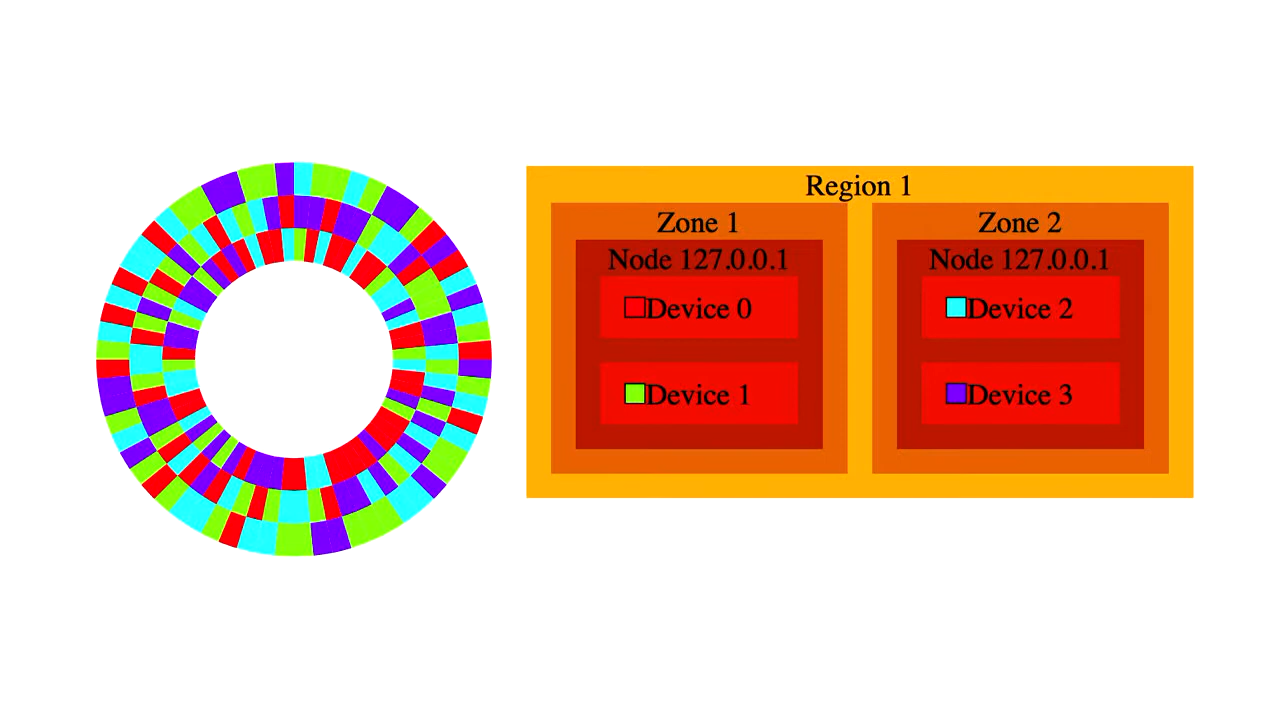 Region 1
Zone 1
Node 127.0.0.1
Device 0
Device 1
Zone 2
Node 127.0.0.1
Device 2
Device 3